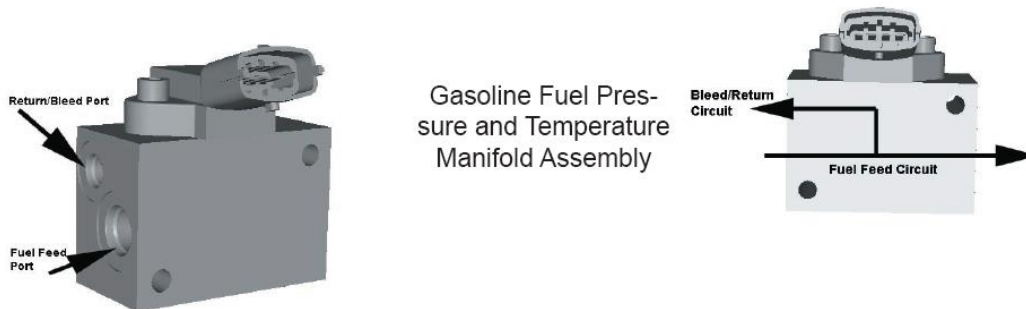 Return/Bleed Port
Fuel Feed
Port
Gasoline Fuel Pres-
sure and Temperature
Manifold Assembly
Bleed/Return
Circuit
Fuel Feed Circuit